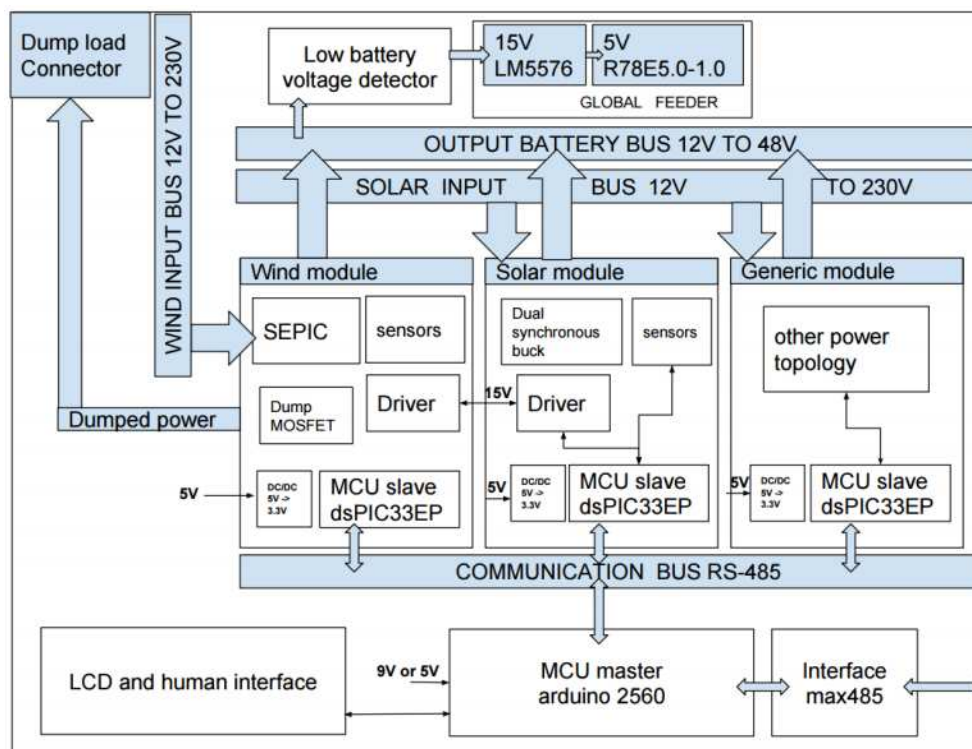 Dump load
Connector
WIND INPUT BUS 12V TO 230V
Low battery
voltage detector
15V
LM5576
5V
R78E5.0-1.0
GLOBAL FEEDER
OUTPUT BATTERY BUS 12V TO 48V
SOLAR INPUT BUS 12V TO 230V
Wind module
SEPIC
sensors
Dump
MOSFET
Driver
Dumped power
5V
DC/DC
5V ->
3.3V
MCU slave
dsPIC33EP
15V
Solar module
Dual
synchronous
buck
sensors
Driver
5V
DC/DC
5V ->
3.3V
MCU slave
dsPIC33EP
Generic module
other power
topology
5V
DC/DC
5V ->
3.3V
MCU slave
dsPIC33EP
COMMUNICATION BUS RS-485
LCD and human interface
9V or 5V
MCU master
arduino 2560
Interface
max485